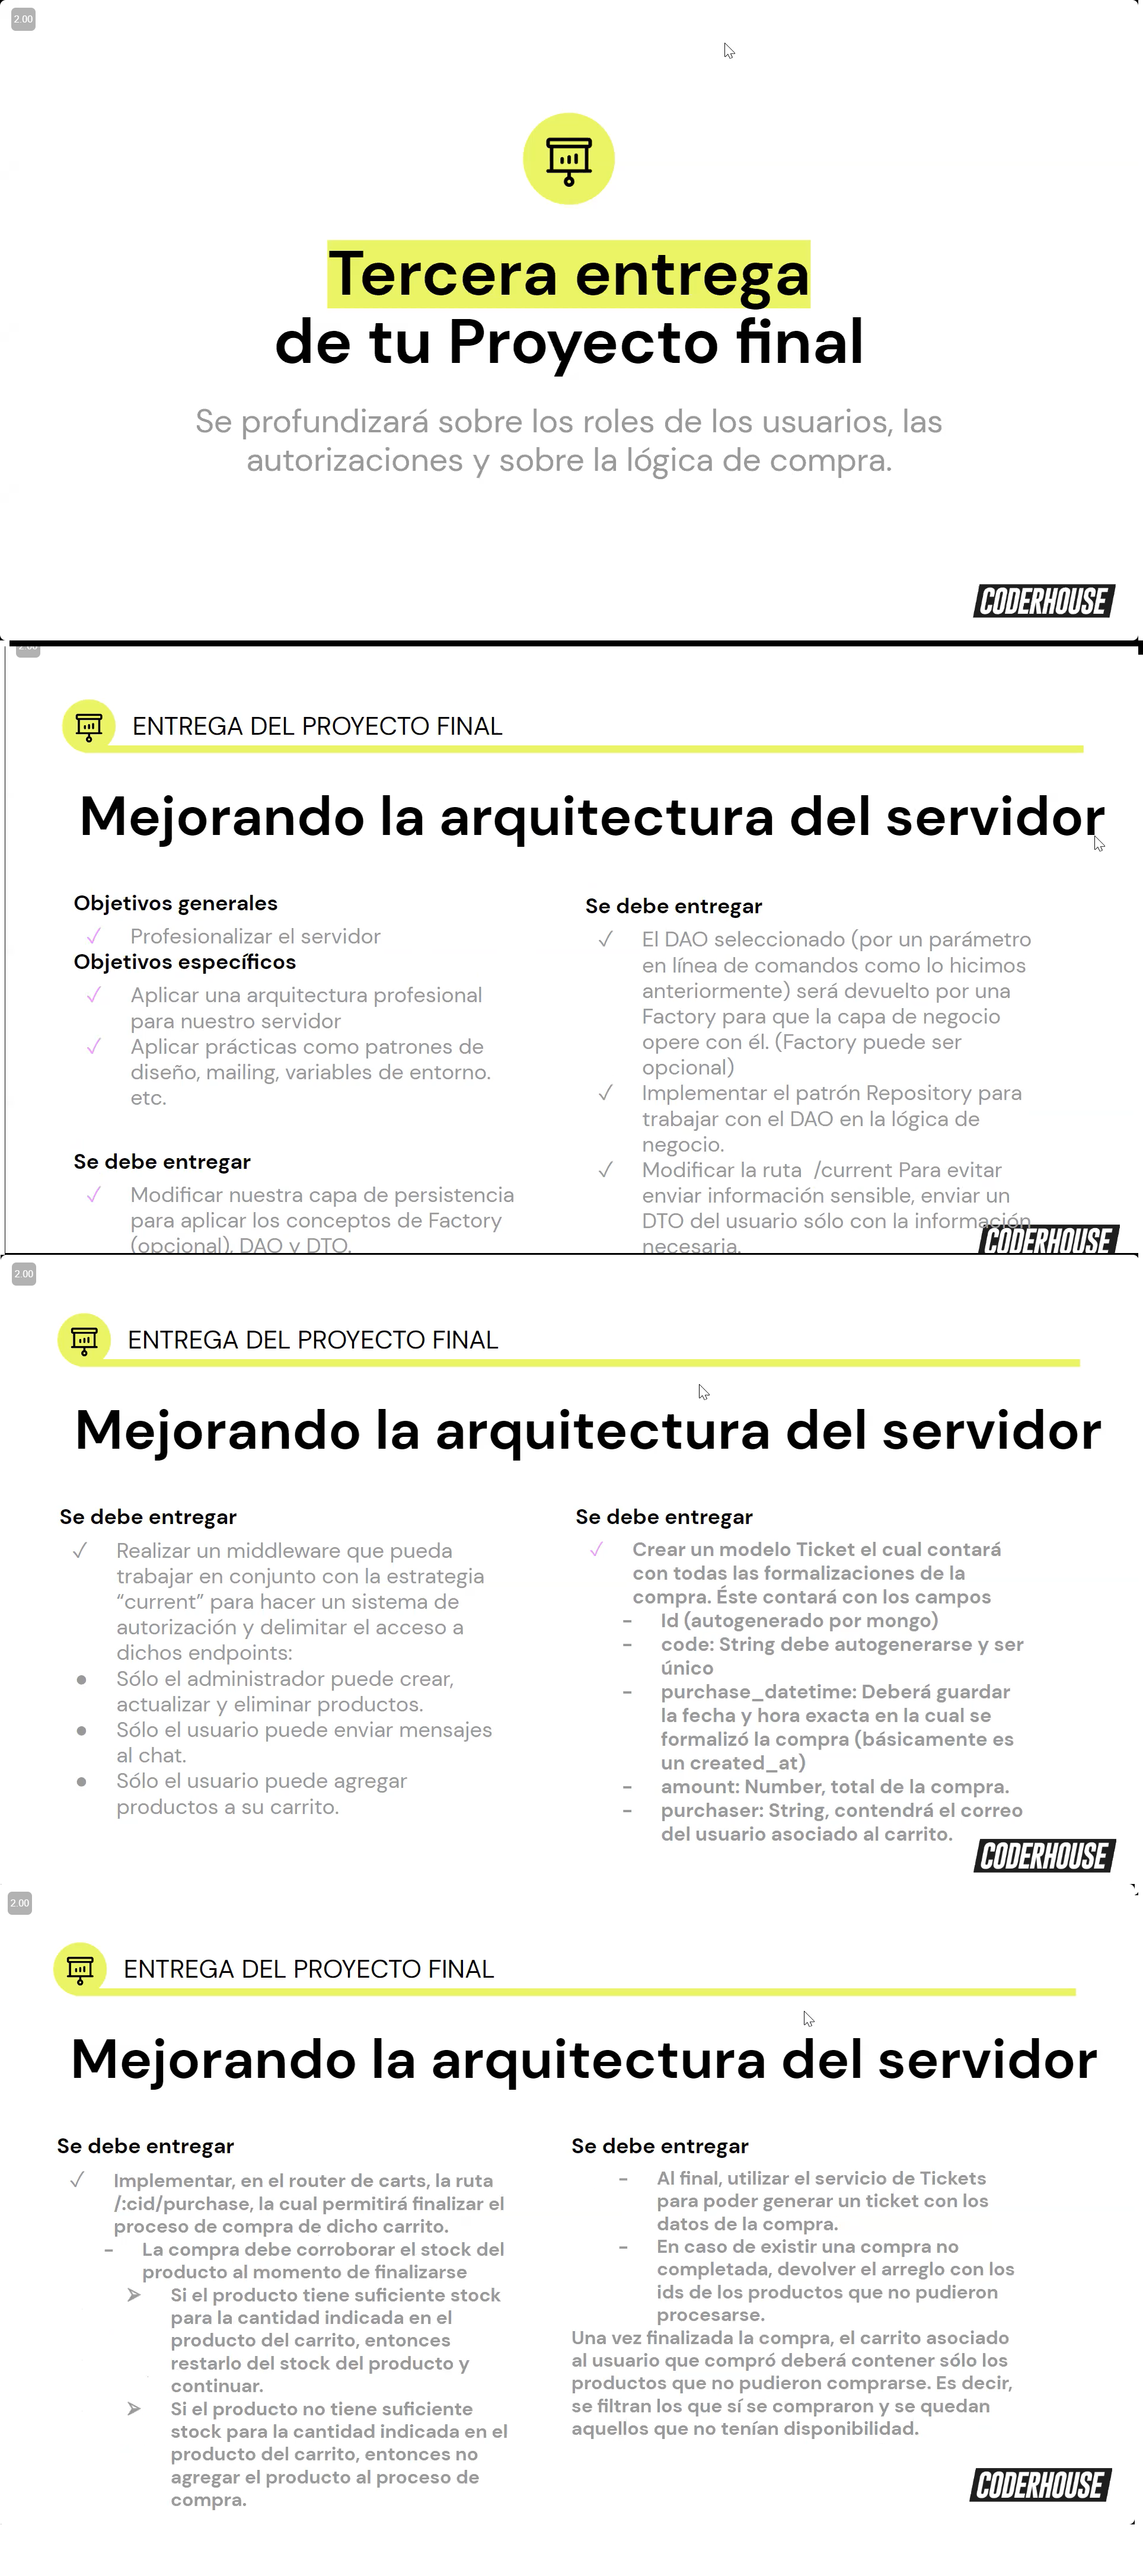 2.00
Tercera entrega
de tu Proyecto final
Se profundizará sobre los roles de los usuarios, las
autorizaciones y sobre la lógica de compra.
CODERHOUSE
2.00
ENTREGA DEL PROYECTO FINAL
Mejorando la arquitectura del servidor
Objetivos generales
✓ Profesionalizar el servidor
Objetivos específicos
✓ Aplicar una arquitectura profesional
para nuestro servidor
✓ Aplicar prácticas como patrones de
diseño, mailing, variables de entorno.
etc.
Se debe entregar
✓ Modificar nuestra capa de persistencia
para aplicar los conceptos de Factory
(opcional), DAO y DTO.
Se debe entregar
✓ El DAO seleccionado (por un parámetro
en línea de comandos como lo hicimos
anteriormente) será devuelto por una
Factory para que la capa de negocio
opere con él. (Factory puede ser
opcional)
✓ Implementar el patrón Repository para
trabajar con el DAO en la lógica de
negocio.
✓ Modificar la ruta /current Para evitar
enviar información sensible, enviar un
DTO del usuario sólo con la información
necesaria.
CODERHOUSE
2.00
ENTREGA DEL PROYECTO FINAL
Mejorando la arquitectura del servidor
Se debe entregar
✓ Realizar un middleware que pueda
trabajar en conjunto con la estrategia
“current” para hacer un sistema de
autorización y delimitar el acceso a
dichos endpoints:
● Sólo el administrador puede crear,
actualizar y eliminar productos.
● Sólo el usuario puede enviar mensajes
al chat.
● Sólo el usuario puede agregar
productos a su carrito.
Se debe entregar
✓ Crear un modelo Ticket el cual contará
con todas las formalizaciones de la
compra. Éste contará con los campos
- Id (autogenerado por mongo)
- code: String debe autogenerarse y ser
único
- purchase_datetime: Deberá guardar
la fecha y hora exacta en la cual se
formalizó la compra (básicamente es
un created_at)
- amount: Number, total de la compra.
- purchaser: String, contendrá el correo
del usuario asociado al carrito.
CODERHOUSE
2.00
ENTREGA DEL PROYECTO FINAL
Mejorando la arquitectura del servidor
Se debe entregar
✓ Implementar, en el router de carts, la ruta
/:cid/purchase, la cual permitirá finalizar el
proceso de compra de dicho carrito.
- La compra debe corroborar el stock del
producto al momento de finalizarse
➢ Si el producto tiene suficiente stock
para la cantidad indicada en el
producto del carrito, entonces
restarlo del stock del producto y
continuar.
➢ Si el producto no tiene suficiente
stock para la cantidad indicada en el
producto del carrito, entonces no
agregar el producto al proceso de
compra.
Se debe entregar
- Al final, utilizar el servicio de Tickets
para poder generar un ticket con los
datos de la compra.
- En caso de existir una compra no
completada, devolver el arreglo con los
ids de los productos que no pudieron
procesarse.
Una vez finalizada la compra, el carrito asociado
al usuario que compró deberá contener sólo los
productos que no pudieron comprarse. Es decir,
se filtran los que sí se compraron y se quedan
aquellos que no tenían disponibilidad.
CODERHOUSE